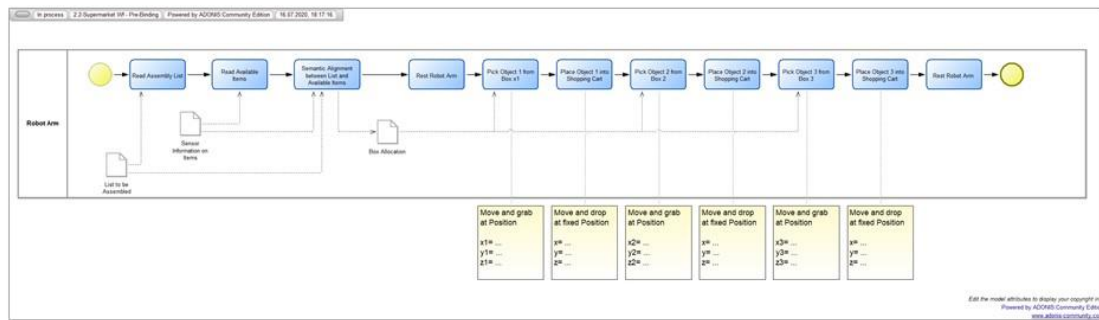 In process
2.3-Supermarket Wf - Pre-Binding
Powered by ADONIS:Community Edition
16.07.2020, 18:17:16
Robot Arm
Read Assembly List
Read Available
Items
Semantic Alignment
between List and
Available Items
Rest Robot Arm
Pick Object 1 from
Box x1
Place Object 1 into
Shopping Cart
Pick Object 2 from
Box 2
Place Object 2 into
Shopping Cart
Pick Object 3 from
Box 3
Place Object 3 into
Shopping Cart
Rest Robot Arm
Sensor
Information on
Items
Box Allocation
List to be
Assembled
Move and grab
at Position
x1= ...
y1= ...
z1= ...
Move and drop
at fixed Position
x= ...
y= ...
z= ...
Move and grab
at Position
x2= ...
y2= ...
z2= ...
Move and drop
at fixed Position
x= ...
y= ...
z= ...
Move and grab
at Position
x3= ...
y3= ...
z3= ...
Move and drop
at fixed Position
x= ...
y= ...
z= ...
Edit the model attributes to display your copyright
Powered by ADONIS:Community
www.adonis-community